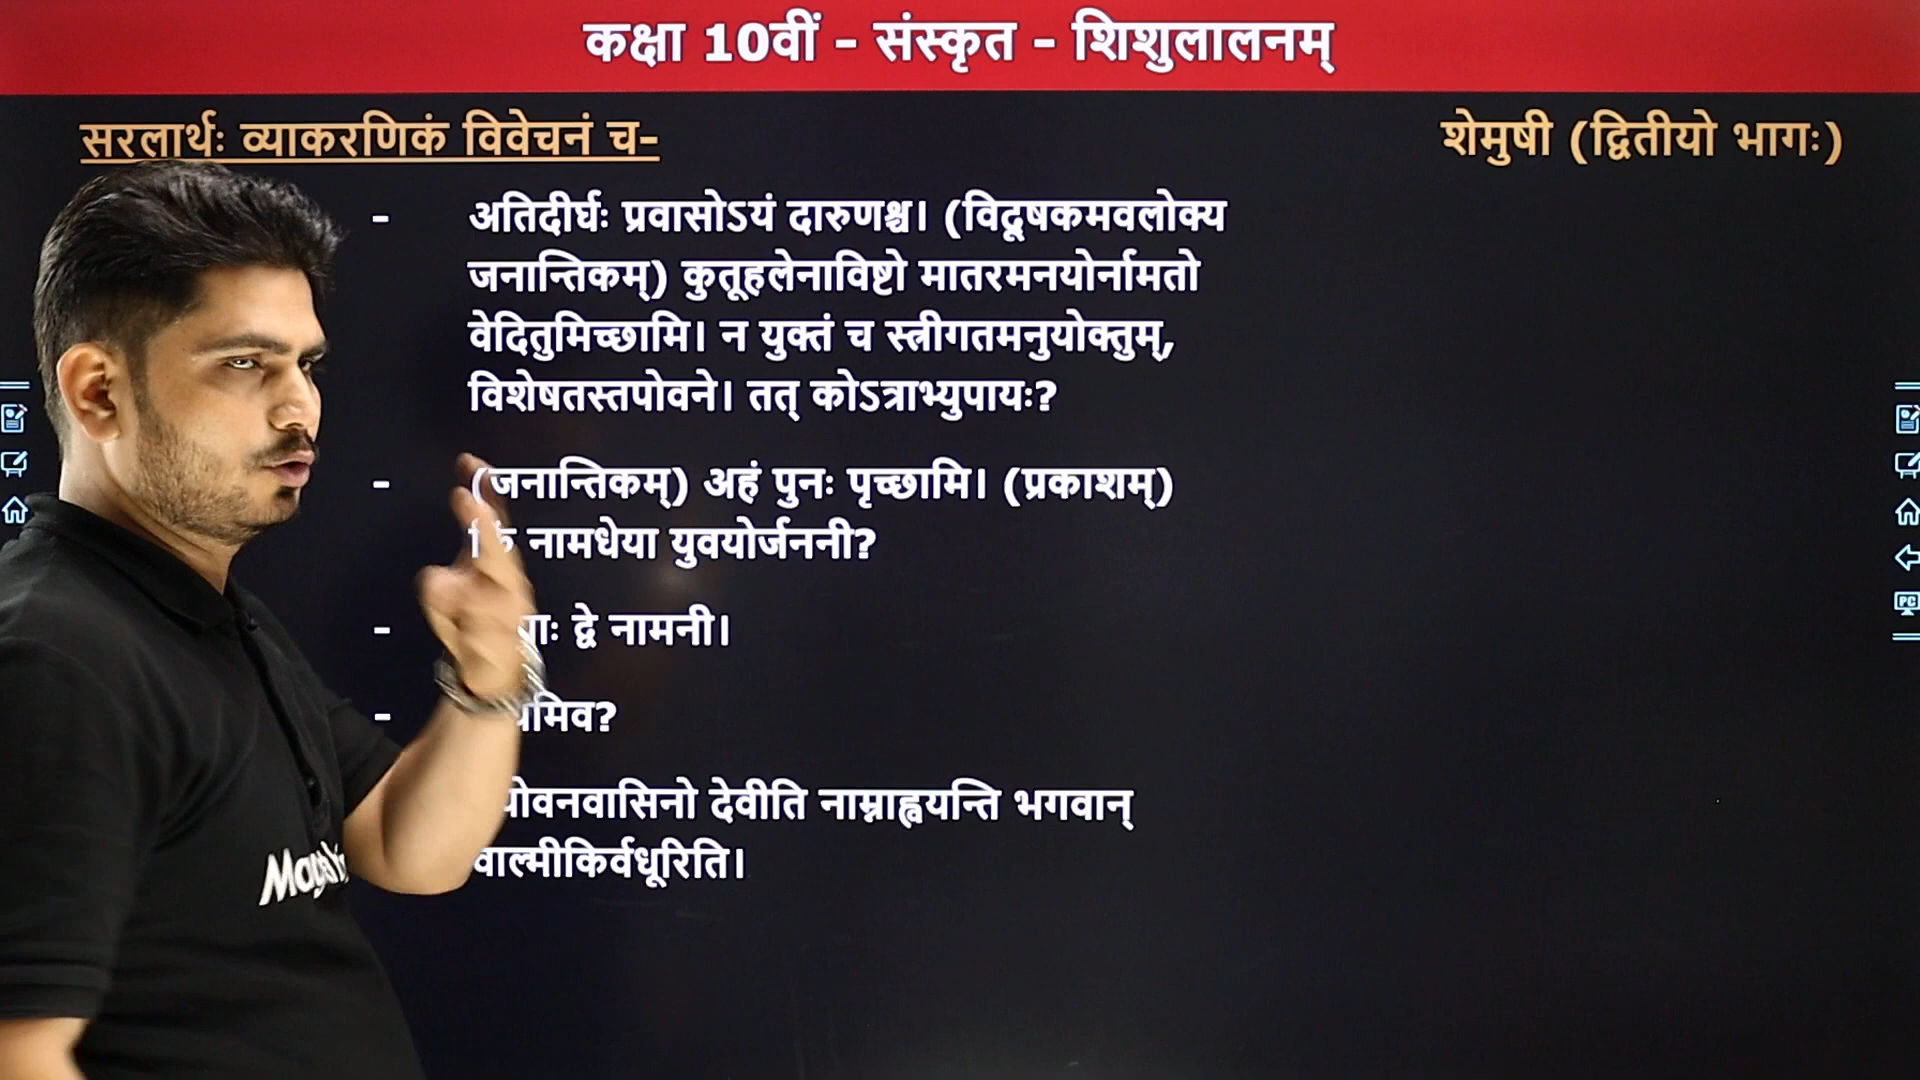 कक्षा 10वीं - संस्कृत - शिशुलालनम्
सरलार्थः व्याकरणिकं विवेचनं च-
शेमुषी (द्वितीयो भागः)
- अतिदीर्घः प्रवासोऽयं दारुणश्च। (विदूषकमवलोक्य
जनान्तिकम्) कुतूहलेनाविष्टो मातरमनयोर्नामतो
वेदितुमिच्छामि। न युक्तं च स्त्रीगतमनुयोक्तुम्,
विशेषतस्तपोवने। तत् कोऽत्राभ्युपायः?
- (जनान्तिकम्) अहं पुनः पृच्छामि। (प्रकाशम्)
नामधेया युवयोर्जननी?
- द्वे नामनी।
-
देवीति नाम्नाह्वयन्ति भगवान्
वाल्मीकिर्वधूरिति।
PC